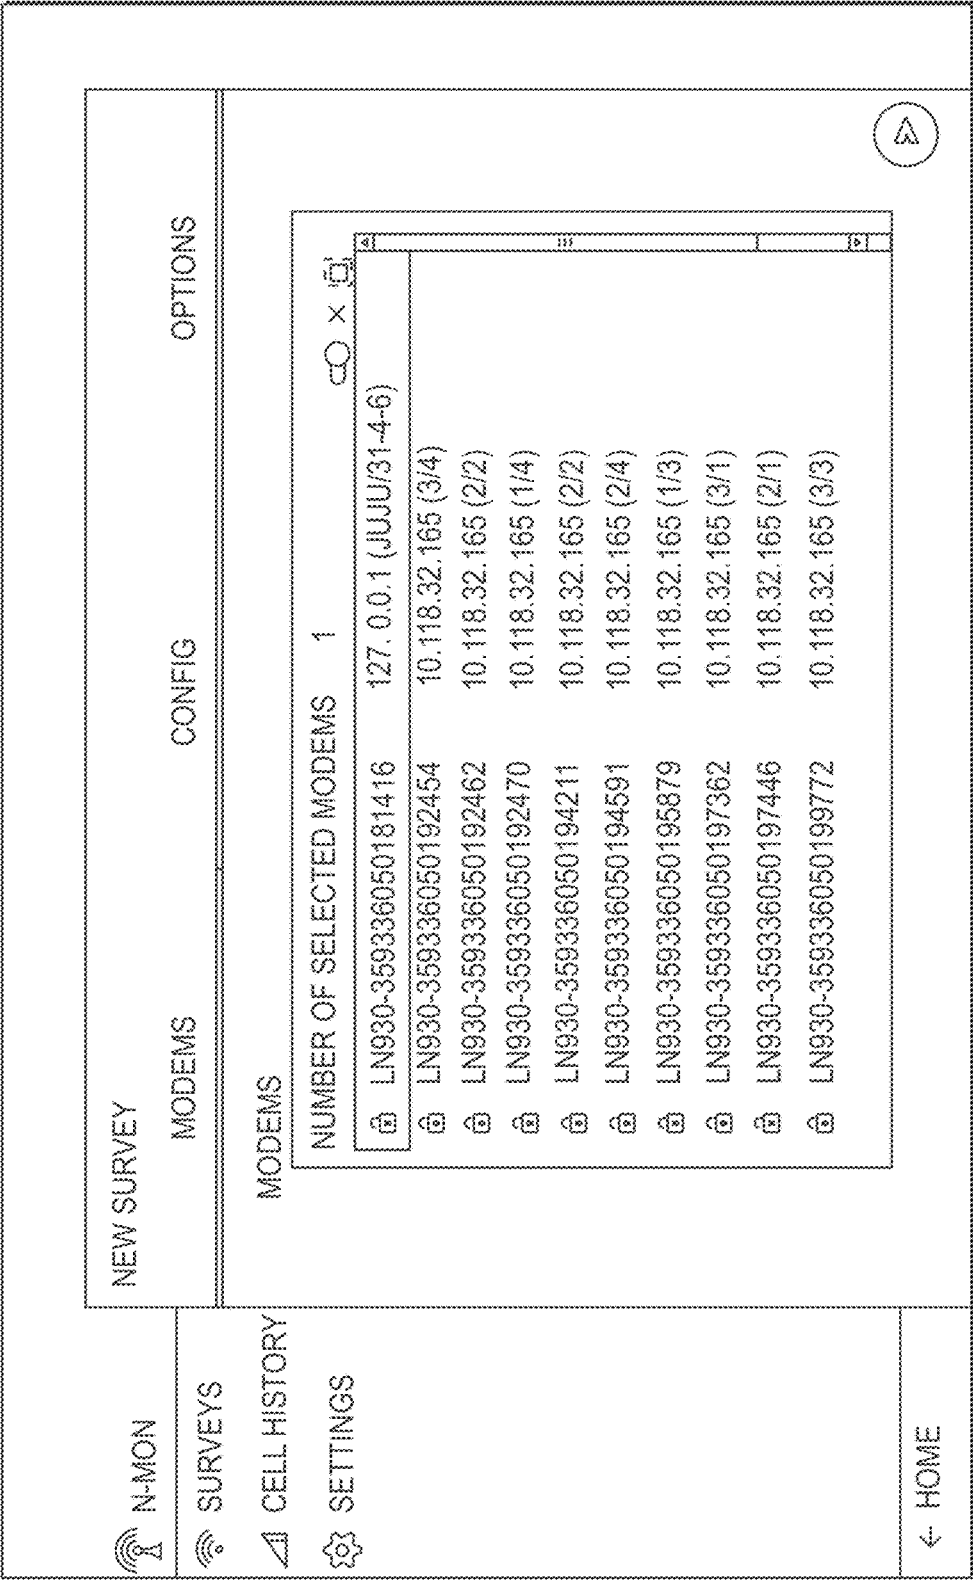 N-MON
SURVEYS
CELL HISTORY
SETTINGS
← HOME
NEW SURVEY
MODEMS CONFIG OPTIONS
MODEMS
NUMBER OF SELECTED MODEMS 1
LN930-359336050181416 127. 0.0.1 (JUJU/31-4-6)
LN930-359336050192454 10.118.32.165 (3/4)
LN930-359336050192462 10.118.32.165 (2/2)
LN930-359336050192470 10.118.32.165 (1/4)
LN930-359336050194211 10.118.32.165 (2/2)
LN930-359336050194591 10.118.32.165 (2/4)
LN930-359336050195879 10.118.32.165 (1/3)
LN930-359336050197362 10.118.32.165 (3/1)
LN930-359336050197446 10.118.32.165 (2/1)
LN930-359336050199772 10.118.32.165 (3/3)